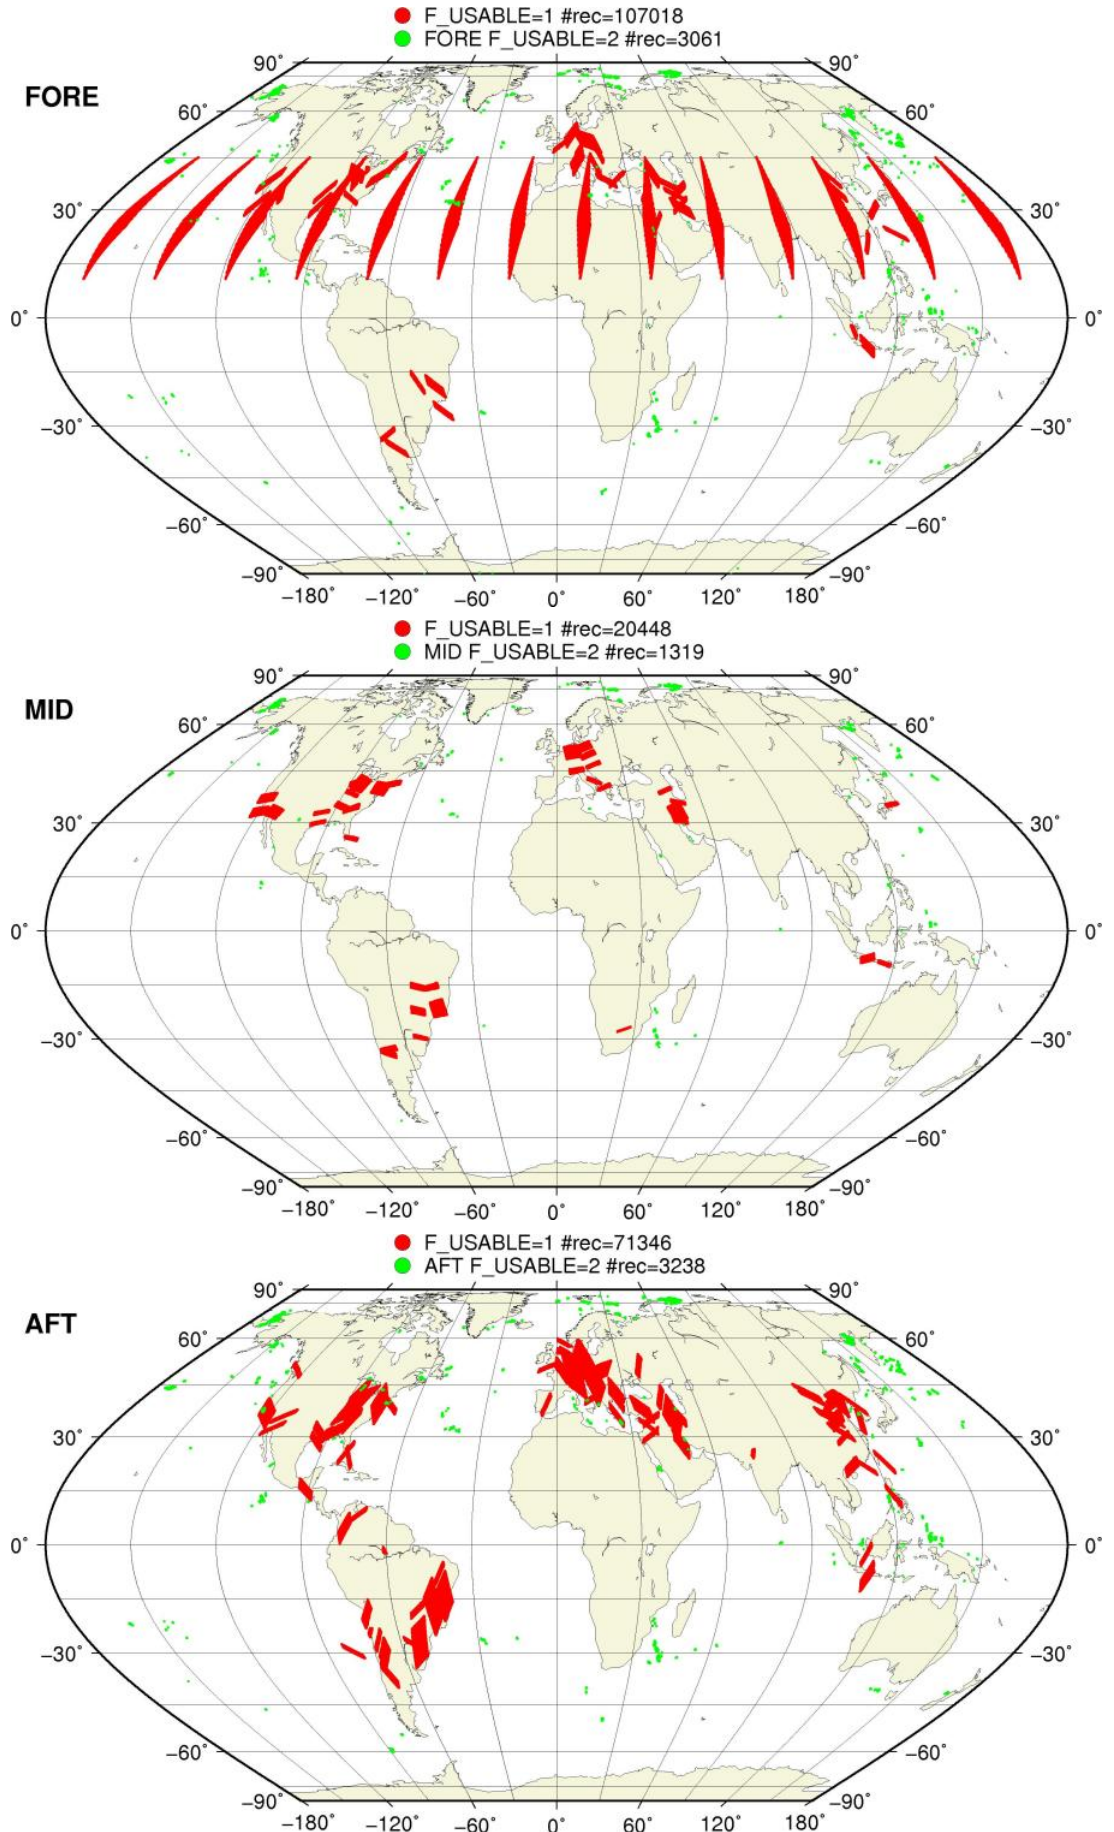 F_USABLE=1 #rec=107018
FORE F_USABLE=2 #rec=3061
FORE
90˚ 90˚
60˚ 60˚
30˚ 30˚
0˚ 0˚
−30˚ −30˚
−60˚ −60˚
−90˚ −90˚
−180˚ −120˚ −60˚ 0˚ 60˚ 120˚ 180˚
F_USABLE=1 #rec=20448
MID F_USABLE=2 #rec=1319
MID
90˚ 90˚
60˚ 60˚
30˚ 30˚
0˚ 0˚
−30˚ −30˚
−60˚ −60˚
−90˚ −90˚
−180˚ −120˚ −60˚ 0˚ 60˚ 120˚ 180˚
F_USABLE=1 #rec=71346
AFT F_USABLE=2 #rec=3238
AFT
90˚ 90˚
60˚ 60˚
30˚ 30˚
0˚ 0˚
−30˚ −30˚
−60˚ −60˚
−90˚ −90˚
−180˚ −120˚ −60˚ 0˚ 60˚ 120˚ 180˚